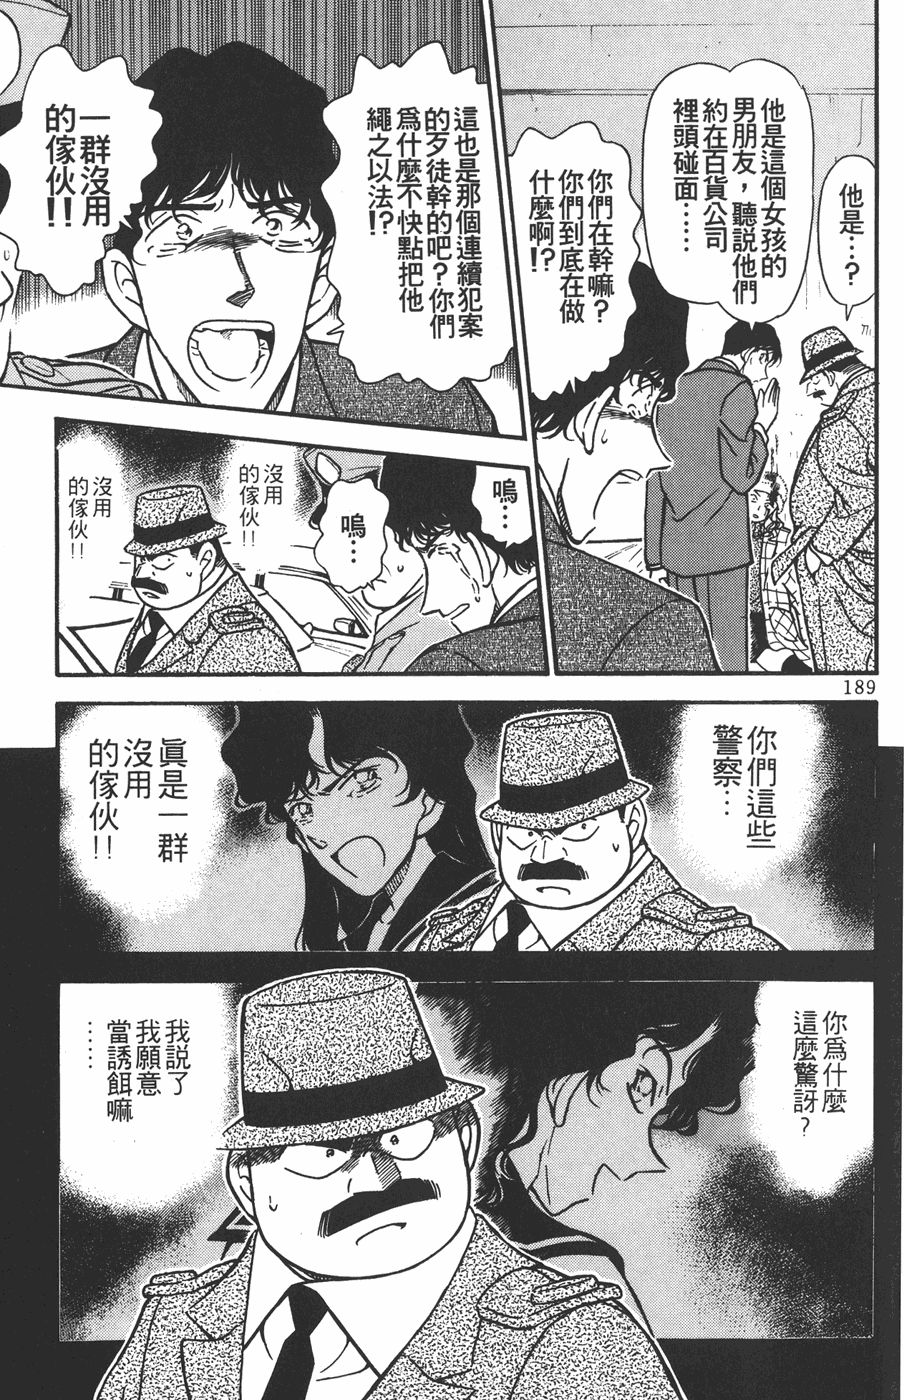 他是…?
他是這個女孩的
男朋友，聽說他們
約在百貨公司
裡頭碰面……
你們在幹嘛?
你們到底在做
什麼啊!?
這也是那個連續犯案
的歹徒幹的吧?你們
為什麼不快點把他
繩之以法!?
一群沒用
的傢伙!!
嗚…
嗚…
沒用
的傢伙!!
沒用
的傢伙!!
189
你們這些
警察…
真是一群
沒用
的傢伙!!
你為什麼
這麼驚訝?
我說了
我願意
當誘餌嘛
……